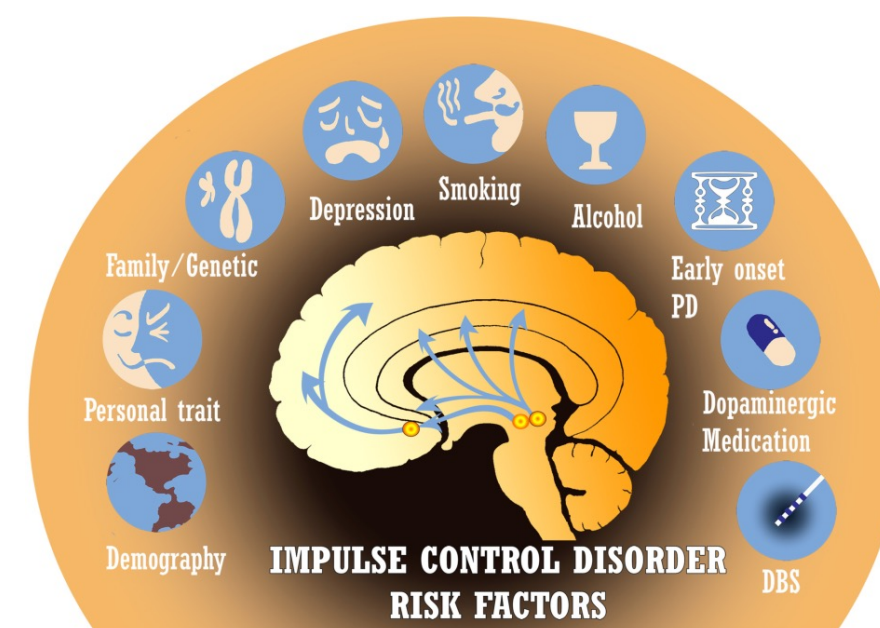 Smoking
Depression
Alcohol
Family/Genetic
Early onset
PD
Personal trait
Dopaminergic
Medication
Demography
DBS
IMPULSE CONTROL DISORDER
RISK FACTORS